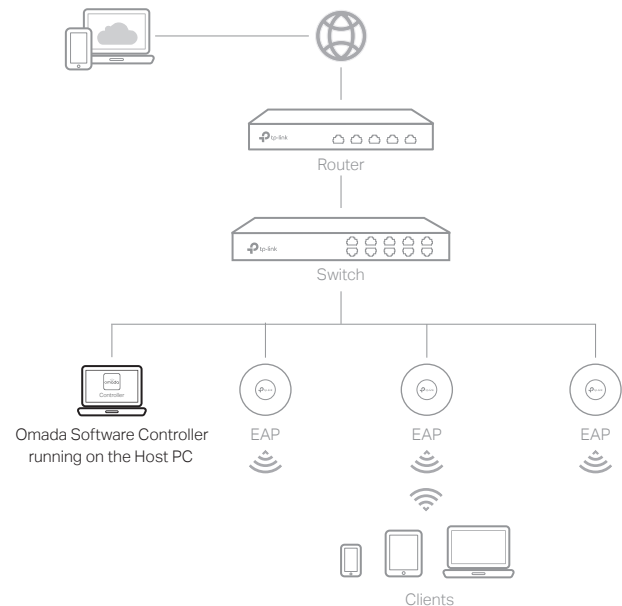 tp-link
Router
tp-link
Switch
omada
Controller
Omada Software Controller
running on the Host PC
EAP
EAP
EAP
Clients